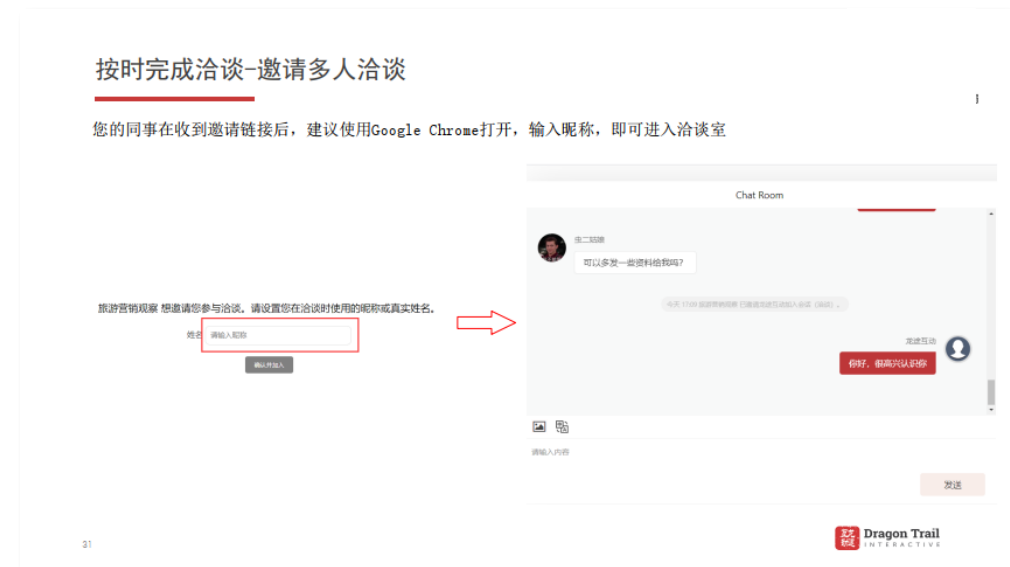 按时完成洽谈-邀请多人洽谈
您的同事在收到邀请链接后，建议使用Google Chrome打开，输入昵称，即可进入洽谈室
旅游营销观察 想邀请您参与洽谈。请设置您在洽谈时使用的昵称或真实姓名。
姓名 请输入昵称
确认并加入
Chat Room
可以多发一些资料给我吗?
龙途互动
你好，很高兴认识你
请输入内容
发送
31
Dragon Trail
INTERACTIVE